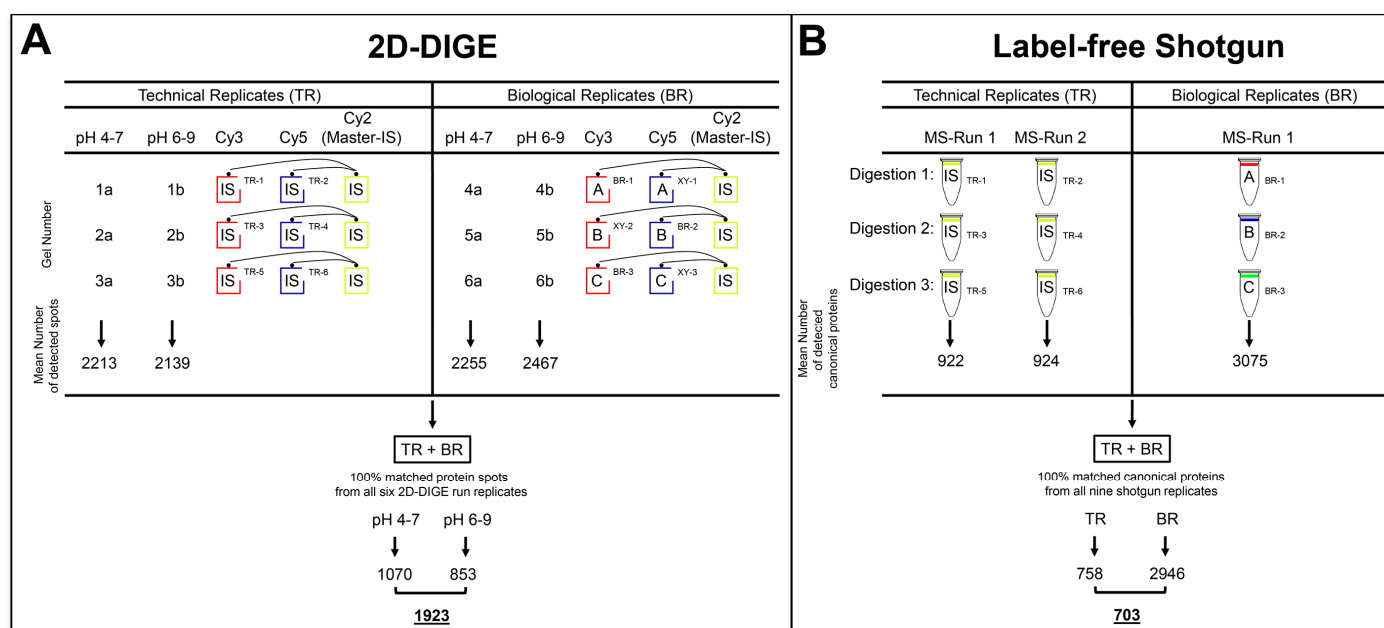 A
2D-DIGE
Technical Replicates (TR)
Biological Replicates (BR)
pH 4-7 pH 6-9 Cy3 Cy5 Cy2 (Master-IS)
pH 4-7 pH 6-9 Cy3 Cy5 Cy2 (Master-IS)
Gel Number
1a 1b IS TR-1 IS TR-2 IS
4a 4b A BR-1 A XY-1 IS
2a 2b IS TR-3 IS TR-4 IS
5a 5b B XY-2 B BR-2 IS
3a 3b IS TR-5 IS TR-6 IS
6a 6b C BR-3 C XY-3 IS
Mean Number
of detected spots
2213 2139
2255 2467
TR + BR
100% matched protein spots
from all six 2D-DIGE run replicates
pH 4-7 pH 6-9
1070 853
1923
B
Label-free Shotgun
Technical Replicates (TR)
Biological Replicates (BR)
MS-Run 1 MS-Run 2
MS-Run 1
Digestion 1: IS TR-1 IS TR-2
A BR-1
Digestion 2: IS TR-3 IS TR-4
B BR-2
Digestion 3: IS TR-5 IS TR-6
C BR-3
Mean Number
of detected
canonical proteins
922 924
3075
TR + BR
100% matched canonical proteins
from all nine shotgun replicates
TR BR
758 2946
703